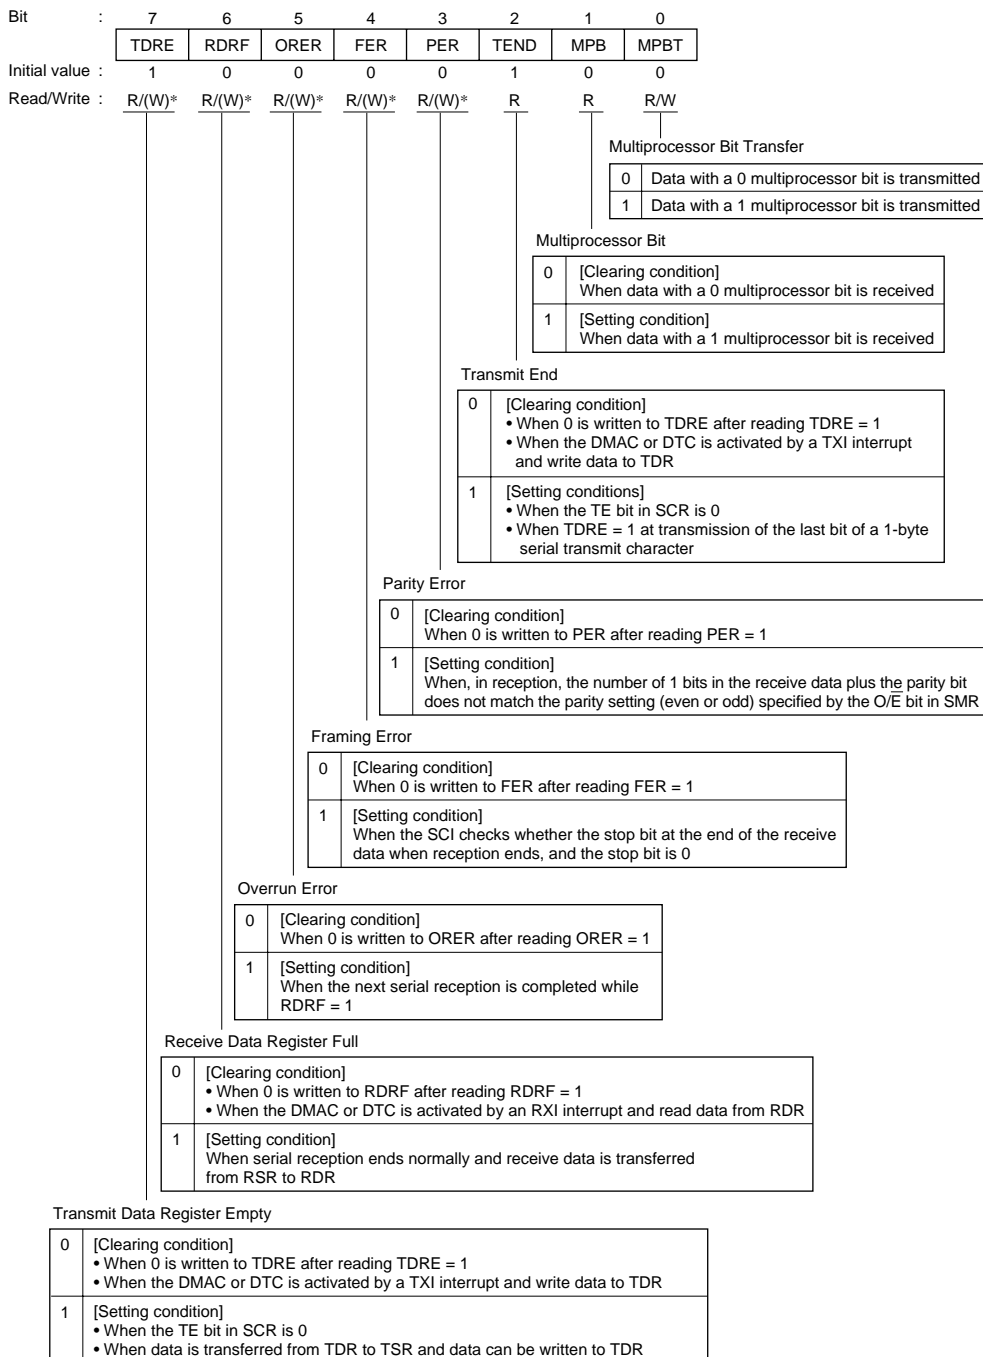 Bit : 7 6 5 4 3 2 1 0
TDRE RDRF ORER FER PER TEND MPB MPBT
Initial value : 1 0 0 0 0 1 0 0
Read/Write : R/(W)* R/(W)* R/(W)* R/(W)* R/(W)* R R R/W
Multiprocessor Bit Transfer
0 Data with a 0 multiprocessor bit is transmitted
1 Data with a 1 multiprocessor bit is transmitted
Multiprocessor Bit
0 [Clearing condition]
When data with a 0 multiprocessor bit is received
1 [Setting condition]
When data with a 1 multiprocessor bit is received
Transmit End
0 [Clearing condition]
• When 0 is written to TDRE after reading TDRE = 1
• When the DMAC or DTC is activated by a TXI interrupt
and write data to TDR
1 [Setting conditions]
• When the TE bit in SCR is 0
• When TDRE = 1 at transmission of the last bit of a 1-byte
serial transmit character
Parity Error
0 [Clearing condition]
When 0 is written to PER after reading PER = 1
1 [Setting condition]
When, in reception, the number of 1 bits in the receive data plus the parity bit
does not match the parity setting (even or odd) specified by the O/E̅ bit in SMR
Framing Error
0 [Clearing condition]
When 0 is written to FER after reading FER = 1
1 [Setting condition]
When the SCI checks whether the stop bit at the end of the receive
data when reception ends, and the stop bit is 0
Overrun Error
0 [Clearing condition]
When 0 is written to ORER after reading ORER = 1
1 [Setting condition]
When the next serial reception is completed while
RDRF = 1
Receive Data Register Full
0 [Clearing condition]
• When 0 is written to RDRF after reading RDRF = 1
• When the DMAC or DTC is activated by an RXI interrupt and read data from RDR
1 [Setting condition]
When serial reception ends normally and receive data is transferred
from RSR to RDR
Transmit Data Register Empty
0 [Clearing condition]
• When 0 is written to TDRE after reading TDRE = 1
• When the DMAC or DTC is activated by a TXI interrupt and write data to TDR
1 [Setting condition]
• When the TE bit in SCR is 0
• When data is transferred from TDR to TSR and data can be written to TDR